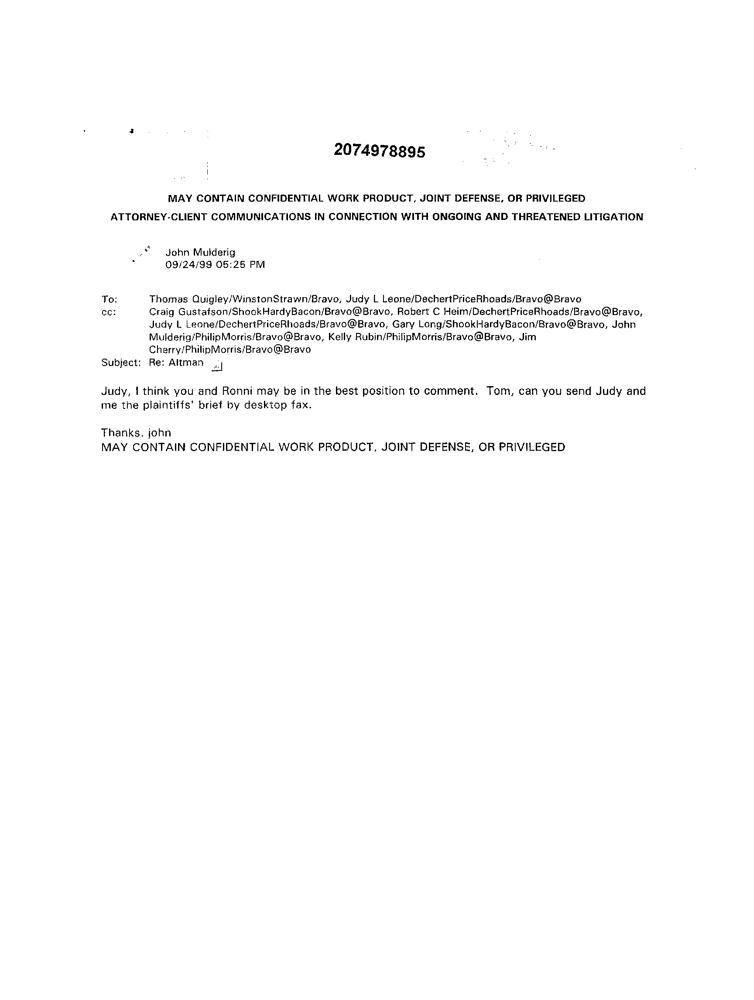 2074978895
MAY CONTAIN CONFIDENTIAL WORK PRODUCT, JOINT DEFENSE, OR PRIVILEGED
ATTORNEY-CLIENT COMMUNICATIONS IN CONNECTION WITH ONGOING AND THREATENED LITIGATION
John Mulderig
09/24/99 05:25 PM
To: Thomas Quigley/WinstonStrawn/Bravo, Judy L Leone/DechertPriceRhoads/Bravo@Bravo
cc: Craig Gustafson/ShookHardyBacon/Bravo@Bravo, Robert C Heim/DechertPriceRhoads/Bravo@Bravo,
Judy L Leone/DechertPriceRhoads/Bravo@Bravo, Gary Long/ShookHardyBacon/Bravo@Bravo, John
Mulderig/PhilipMorris/Bravo@Bravo, Kelly Rubin/PhilipMorris/Bravo@Bravo, Jim
Cherry/PhilipMorris/Bravo@Bravo
Subject: Re: Altman
Judy, I think you and Ronni may be in the best position to comment. Tom, can you send Judy and
me the plaintiffs' brief by desktop fax.
Thanks. john
MAY CONTAIN CONFIDENTIAL WORK PRODUCT, JOINT DEFENSE, OR PRIVILEGED